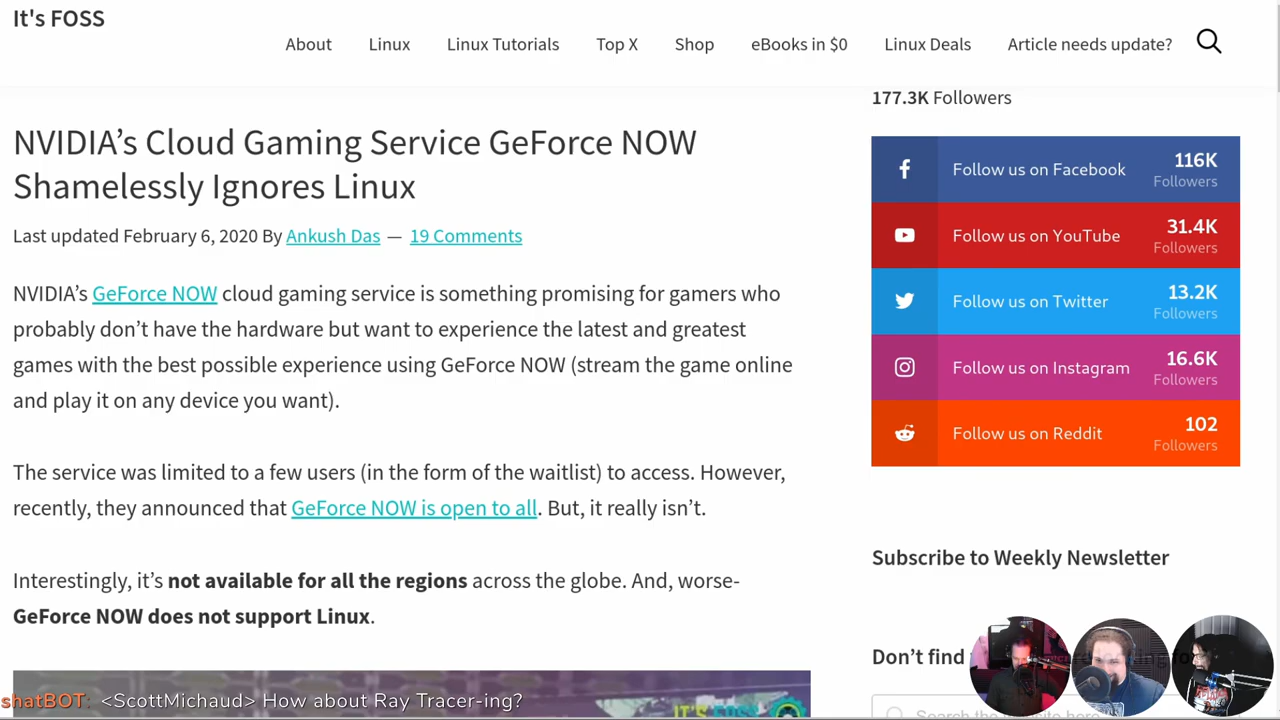 It's FOSS
About Linux Linux Tutorials Top X Shop eBooks in $0 Linux Deals Article needs update?
NVIDIA’s Cloud Gaming Service GeForce NOW
Shamelessly Ignores Linux
Last updated February 6, 2020 By Ankush Das — 19 Comments
NVIDIA’s GeForce NOW cloud gaming service is something promising for gamers who
probably don’t have the hardware but want to experience the latest and greatest
games with the best possible experience using GeForce NOW (stream the game online
and play it on any device you want).
The service was limited to a few users (in the form of the waitlist) to access. However,
recently, they announced that GeForce NOW is open to all. But, it really isn’t.
Interestingly, it’s not available for all the regions across the globe. And, worse-
GeForce NOW does not support Linux.
IT'S FOSS
shatBOT: <ScottMichaud> How about Ray Tracer-ing?
177.3K Followers
Follow us on Facebook 116K Followers
Follow us on YouTube 31.4K Followers
Follow us on Twitter 13.2K Followers
Follow us on Instagram 16.6K Followers
Follow us on Reddit 102 Followers
Subscribe to Weekly Newsletter
Don’t find
Search the website here